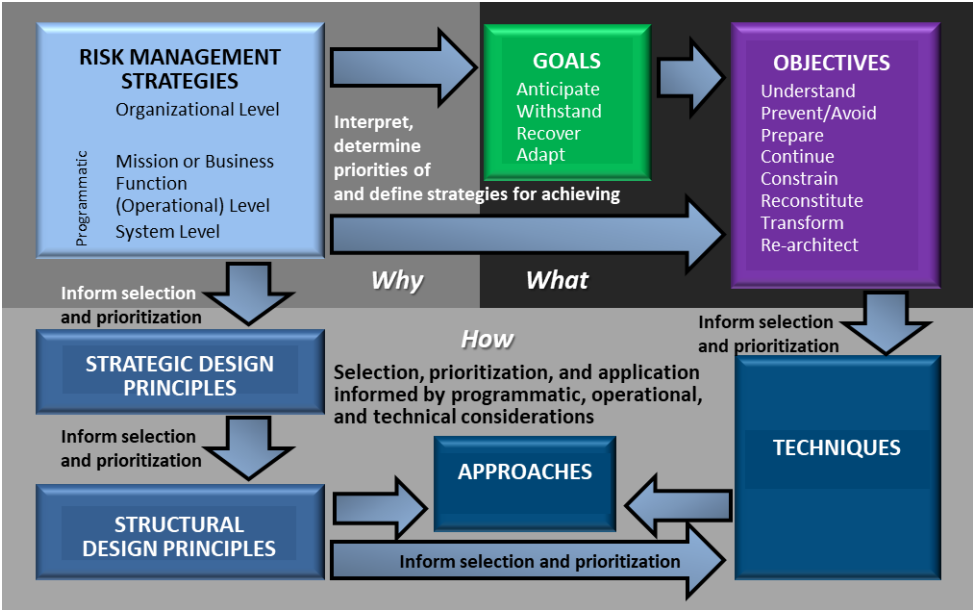 RISK MANAGEMENT
STRATEGIES
Organizational Level
Programmatic
Mission or Business
Function
(Operational) Level
System Level
Interpret,
determine
priorities of
and define strategies for achieving
GOALS
Anticipate
Withstand
Recover
Adapt
OBJECTIVES
Understand
Prevent/Avoid
Prepare
Continue
Constrain
Reconstitute
Transform
Re-architect
Why
What
Inform selection
and prioritization
Inform selection
and prioritization
How
Selection, prioritization, and application
informed by programmatic, operational,
and technical considerations
STRATEGIC DESIGN
PRINCIPLES
Inform selection
and prioritization
APPROACHES
TECHNIQUES
STRUCTURAL
DESIGN PRINCIPLES
Inform selection and prioritization